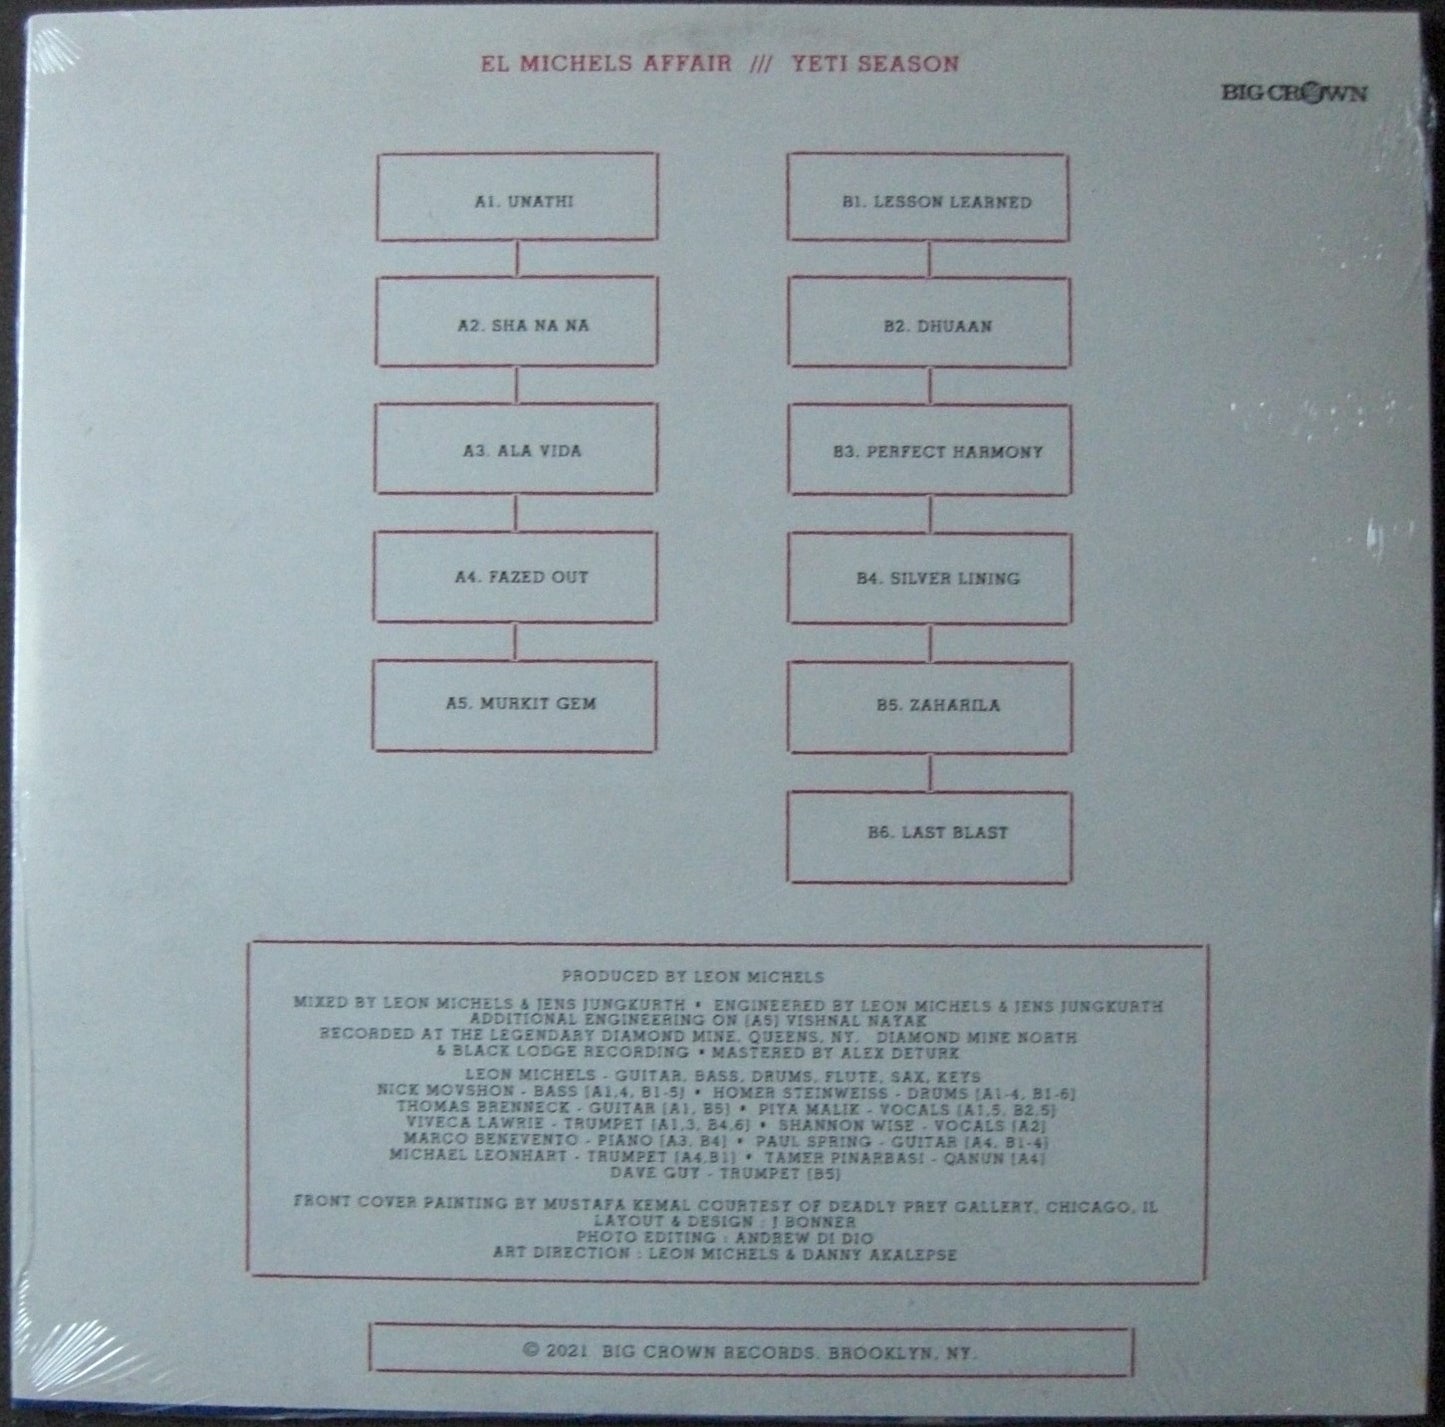 EL MICHELS AFFAIR /// YETI SEASON
BIG CROWN
A1. UNATHI
A2. SHA NA NA
A3. ALA VIDA
A4. FAZED OUT
A5. MURKIT GEM
B1. LESSON LEARNED
B2. DHUAAN
B3. PERFECT HARMONY
B4. SILVER LINING
B5. ZAHARILA
B6. LAST BLAST
PRODUCED BY LEON MICHELS
MIXED BY LEON MICHELS & JENS JUNGKURTH • ENGINEERED BY LEON MICHELS & JENS JUNGKURTH
ADDITIONAL ENGINEERING ON [A5] VISHNAL NAYAK
RECORDED AT THE LEGENDARY DIAMOND MINE, QUEENS, NY. DIAMOND MINE NORTH
& BLACK LODGE RECORDING • MASTERED BY ALEX DETURK
LEON MICHELS - GUITAR, BASS, DRUMS, FLUTE, SAX, KEYS
NICK MOVSHON - BASS [A1,4, B1-5] • HOMER STEINWEISS - DRUMS [A1-4, B1-6]
THOMAS BRENNECK - GUITAR [A1, B5] • PIYA MALIK - VOCALS [A1,5, B2,5]
VIVECA LAWRIE - TRUMPET [A1,3, B4,6] • SHANNON WISE - VOCALS [A2]
MARCO BENEVENTO - PIANO [A3, B4] • PAUL SPRING - GUITAR [A4, B1-4]
MICHAEL LEONHART - TRUMPET [A4,B1] • TAMER PINARBASI - QANUN [A4]
DAVE GUY - TRUMPET [B5]
FRONT COVER PAINTING BY MUSTAFA KEMAL COURTESY OF DEADLY PREY GALLERY, CHICAGO, IL
LAYOUT & DESIGN : J BONNER
PHOTO EDITING : ANDREW DI DIO
ART DIRECTION : LEON MICHELS & DANNY AKALEPSE
© 2021 BIG CROWN RECORDS. BROOKLYN, NY.